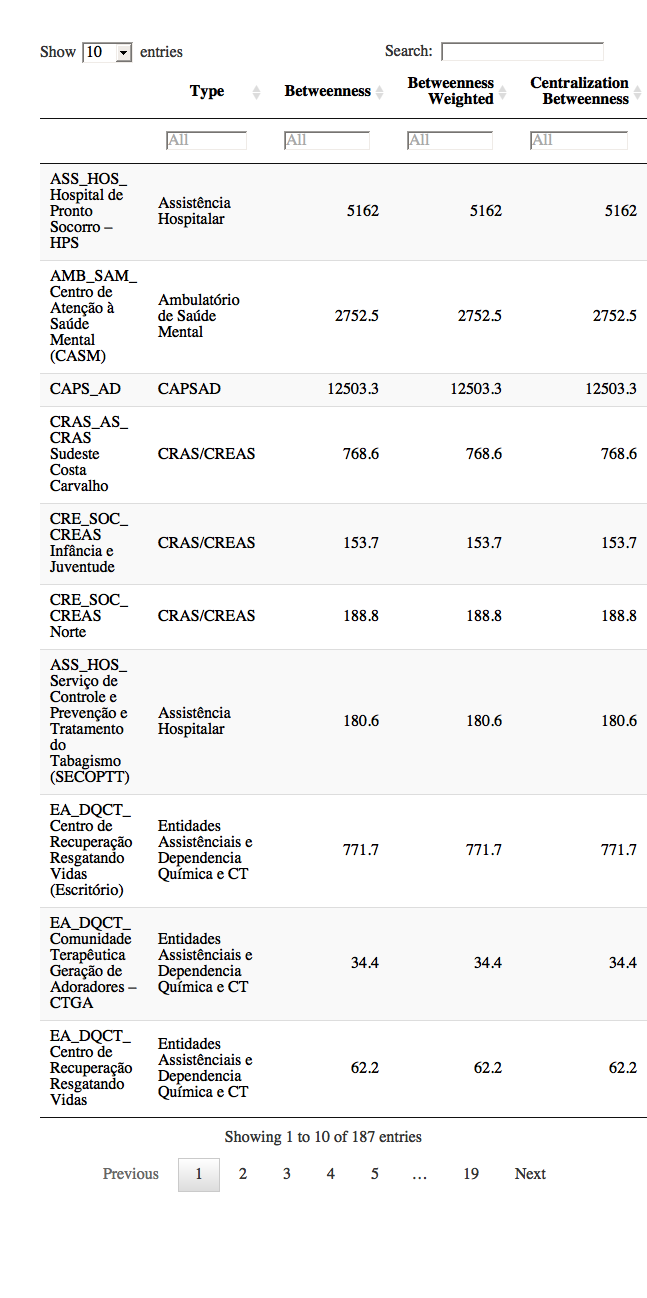 Show 10 entries Search:
Type Betweenness Betweenness Weighted Centralization Betweenness
All All All All
ASS_HOS_
Hospital de
Pronto
Socorro –
HPS
Assistência
Hospitalar
5162 5162 5162
AMB_SAM_
Centro de
Atenção à
Saúde
Mental
(CASM)
Ambulatório
de Saúde
Mental
2752.5 2752.5 2752.5
CAPS_AD CAPSAD 12503.3 12503.3 12503.3
CRAS_AS_
CRAS
Sudeste
Costa
Carvalho
CRAS/CREAS 768.6 768.6 768.6
CRE_SOC_
CREAS
Infância e
Juventude
CRAS/CREAS 153.7 153.7 153.7
CRE_SOC_
CREAS
Norte
CRAS/CREAS 188.8 188.8 188.8
ASS_HOS_
Serviço de
Controle e
Prevenção e
Tratamento
do
Tabagismo
(SECOPTT)
Assistência
Hospitalar
180.6 180.6 180.6
EA_DQCT_
Centro de
Recuperação
Resgatando
Vidas
(Escritório)
Entidades
Assistênciais e
Dependencia
Química e CT
771.7 771.7 771.7
EA_DQCT_
Comunidade
Terapêutica
Geração de
Adoradores –
CTGA
Entidades
Assistênciais e
Dependencia
Química e CT
34.4 34.4 34.4
EA_DQCT_
Centro de
Recuperação
Resgatando
Vidas
Entidades
Assistênciais e
Dependencia
Química e CT
62.2 62.2 62.2
Showing 1 to 10 of 187 entries
Previous 1 2 3 4 5 … 19 Next